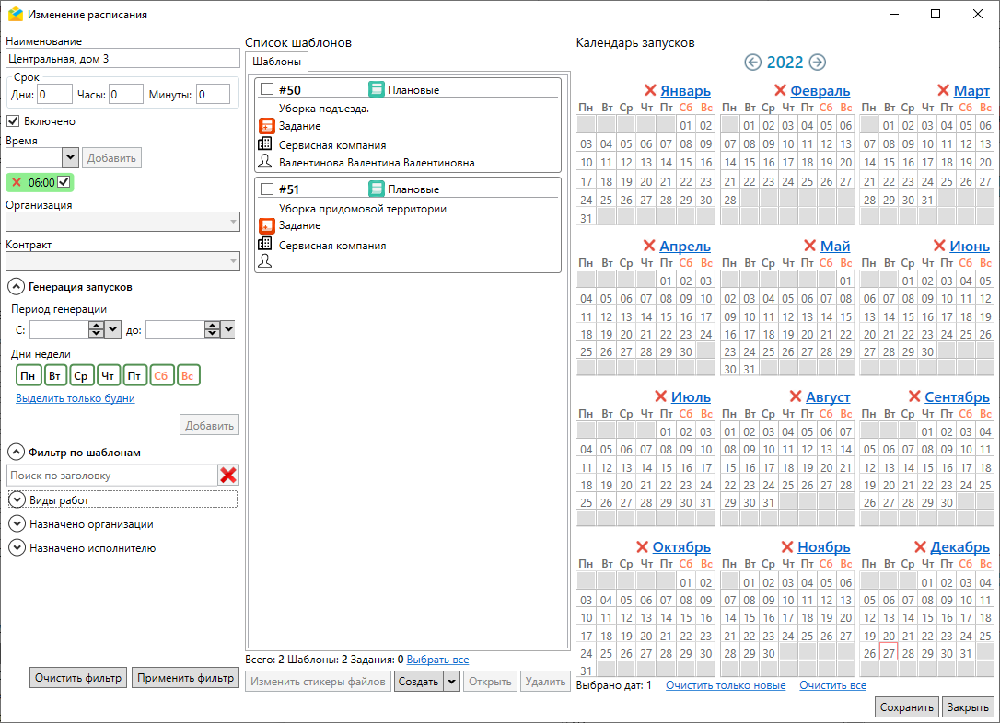 Изменение расписания
Наименование
Центральная, дом 3
Срок
Дни: 0 Часы: 0 Минуты: 0
Включено
Время
Добавить
06:00
Организация
Контракт
Генерация запусков
Период генерации
С: до:
Дни недели
Пн Вт Ср Чт Пт Сб Вс
Выделить только будни
Добавить
Фильтр по шаблонам
Поиск по заголовку
Виды работ
Назначено организации
Назначено исполнителю
Очистить фильтр Применить фильтр
Список шаблонов
Шаблоны
#50 Плановые
Уборка подъезда.
Задание
Сервисная компания
Валентинова Валентина Валентиновна
#51 Плановые
Уборка придомовой территории
Задание
Сервисная компания
Всего: 2 Шаблоны: 2 Задания: 0 Выбрать все
Изменить стикеры файлов Создать Открыть Удалить
Календарь запусков
2022
Январь
Пн Вт Ср Чт Пт Сб Вс
01 02
03 04 05 06 07 08 09
10 11 12 13 14 15 16
17 18 19 20 21 22 23
24 25 26 27 28 29 30
31
Февраль
Пн Вт Ср Чт Пт Сб Вс
01 02 03 04 05 06
07 08 09 10 11 12 13
14 15 16 17 18 19 20
21 22 23 24 25 26 27
28
Март
Пн Вт Ср Чт Пт Сб Вс
01 02 03 04 05 06
07 08 09 10 11 12 13
14 15 16 17 18 19 20
21 22 23 24 25 26 27
28 29 30 31
Апрель
Пн Вт Ср Чт Пт Сб Вс
01 02 03
04 05 06 07 08 09 10
11 12 13 14 15 16 17
18 19 20 21 22 23 24
25 26 27 28 29 30
Май
Пн Вт Ср Чт Пт Сб Вс
01
02 03 04 05 06 07 08
09 10 11 12 13 14 15
16 17 18 19 20 21 22
23 24 25 26 27 28 29
30 31
Июнь
Пн Вт Ср Чт Пт Сб Вс
01 02 03 04 05
06 07 08 09 10 11 12
13 14 15 16 17 18 19
20 21 22 23 24 25 26
27 28 29 30
Июль
Пн Вт Ср Чт Пт Сб Вс
01 02 03
04 05 06 07 08 09 10
11 12 13 14 15 16 17
18 19 20 21 22 23 24
25 26 27 28 29 30 31
Август
Пн Вт Ср Чт Пт Сб Вс
01 02 03 04 05 06 07
08 09 10 11 12 13 14
15 16 17 18 19 20 21
22 23 24 25 26 27 28
29 30 31
Сентябрь
Пн Вт Ср Чт Пт Сб Вс
01 02 03 04
05 06 07 08 09 10 11
12 13 14 15 16 17 18
19 20 21 22 23 24 25
26 27 28 29 30
Октябрь
Пн Вт Ср Чт Пт Сб Вс
01 02
03 04 05 06 07 08 09
10 11 12 13 14 15 16
17 18 19 20 21 22 23
24 25 26 27 28 29 30
31
Ноябрь
Пн Вт Ср Чт Пт Сб Вс
01 02 03 04 05 06
07 08 09 10 11 12 13
14 15 16 17 18 19 20
21 22 23 24 25 26 27
28 29 30
Декабрь
Пн Вт Ср Чт Пт Сб Вс
01 02 03 04
05 06 07 08 09 10 11
12 13 14 15 16 17 18
19 20 21 22 23 24 25
26 27 28 29 30 31
Выбрано дат: 1 Очистить только новые Очистить все
Сохранить Закрыть